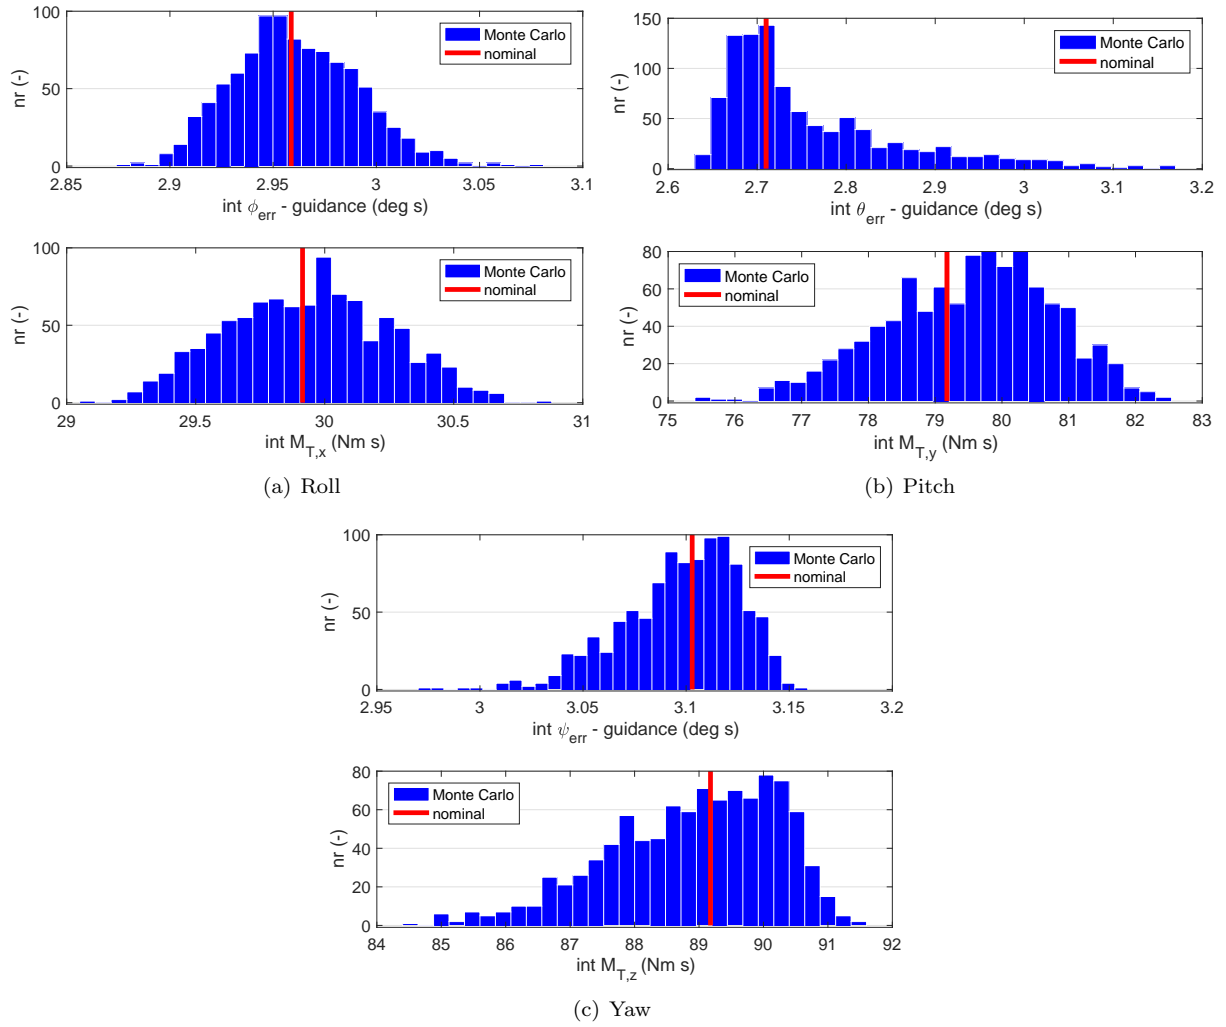 100
50
0
nr (-)
Monte Carlo
nominal
2.85 2.9 2.95 3 3.05 3.1
int ϕ_err - guidance (deg s)
150
100
50
0
nr (-)
Monte Carlo
nominal
2.6 2.7 2.8 2.9 3 3.1 3.2
int θ_err - guidance (deg s)
100
50
0
nr (-)
Monte Carlo
nominal
29 29.5 30 30.5 31
int M_T,x (Nm s)
80
60
40
20
0
nr (-)
Monte Carlo
nominal
75 76 77 78 79 80 81 82 83
int M_T,y (Nm s)
(a) Roll
(b) Pitch
100
50
0
nr (-)
Monte Carlo
nominal
2.95 3 3.05 3.1 3.15 3.2
int ψ_err - guidance (deg s)
80
60
40
20
0
nr (-)
Monte Carlo
nominal
84 85 86 87 88 89 90 91 92
int M_T,z (Nm s)
(c) Yaw